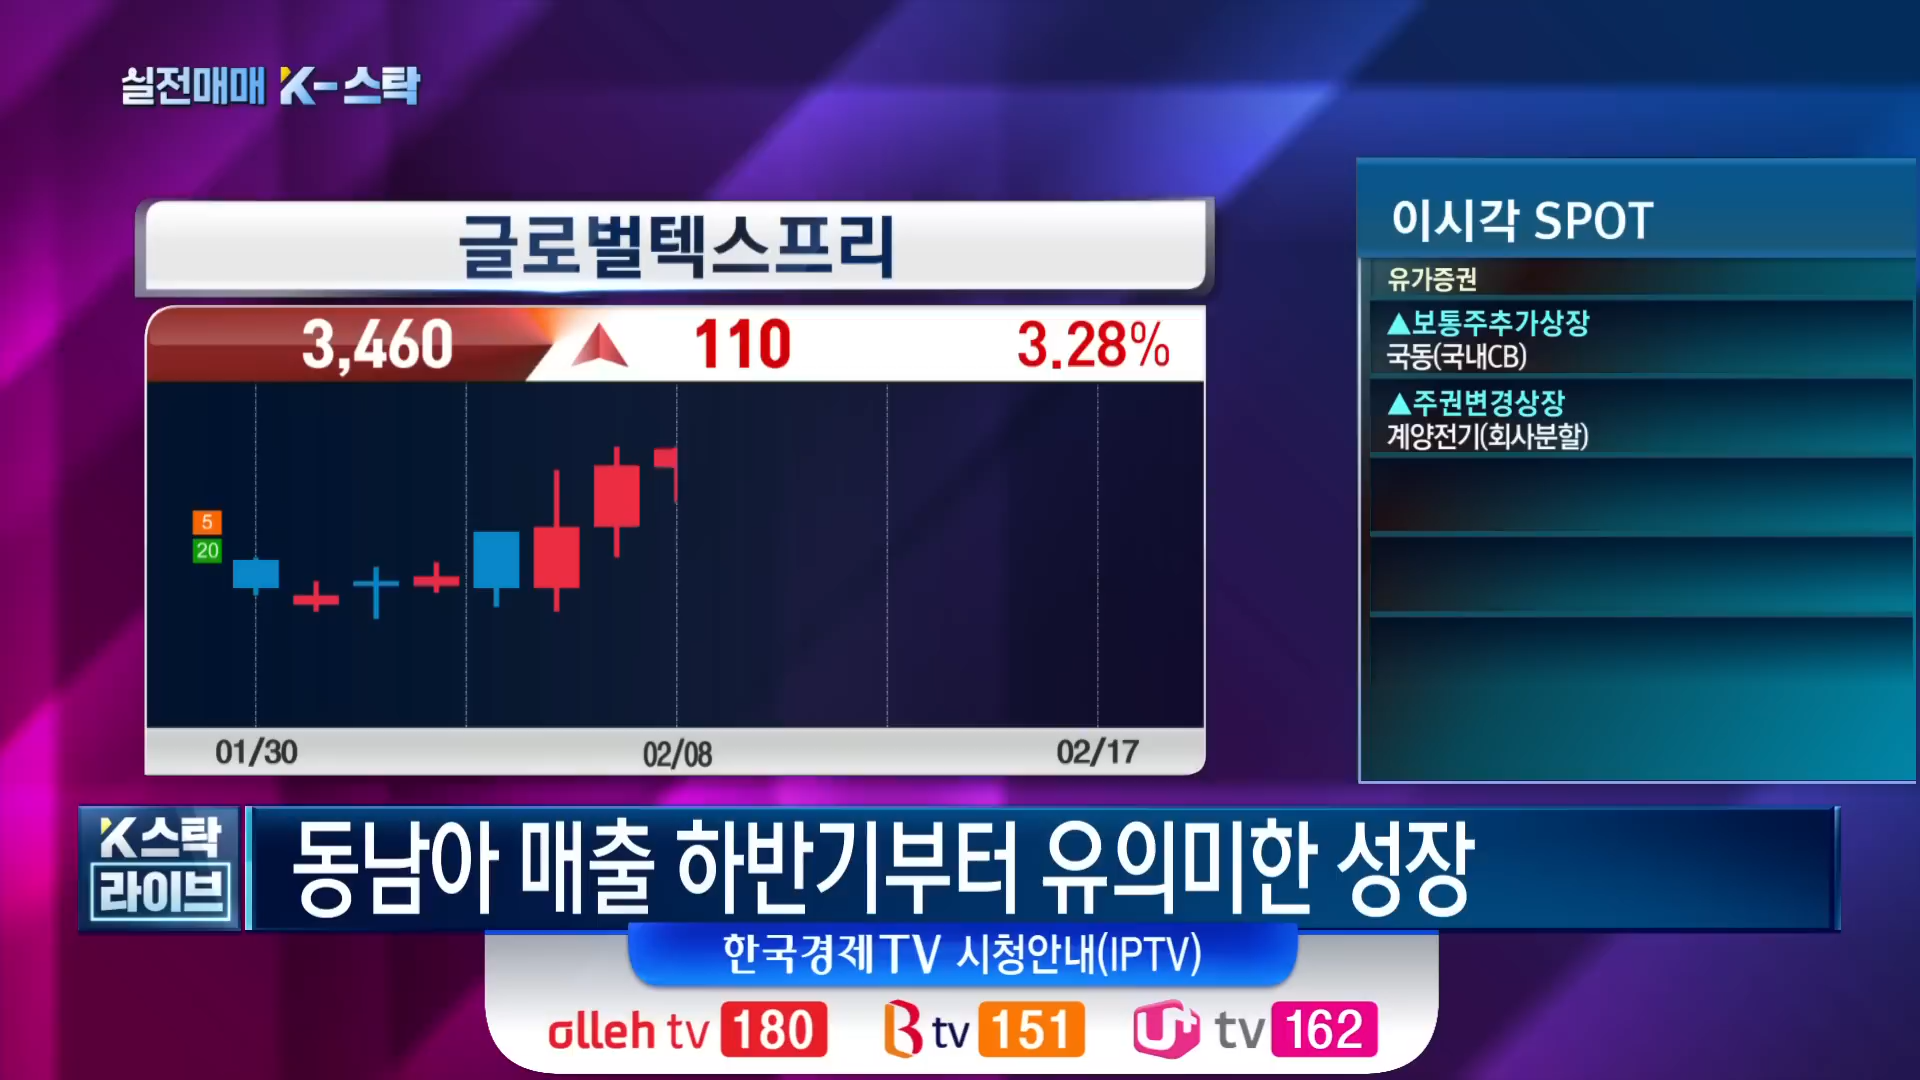 실전매매 K-스탁
글로벌텍스프리
3,460 ▲ 110 3.28%
5
20
01/30 02/08 02/17
이시각 SPOT
유가증권
▲보통주추가상장
국동(국내CB)
▲주권변경상장
계양전기(회사분할)
K스탁
라이브
동남아 매출 하반기부터 유의미한 성장
한국경제TV 시청안내(IPTV)
olleh tv 180 B tv 151 U+ tv 162